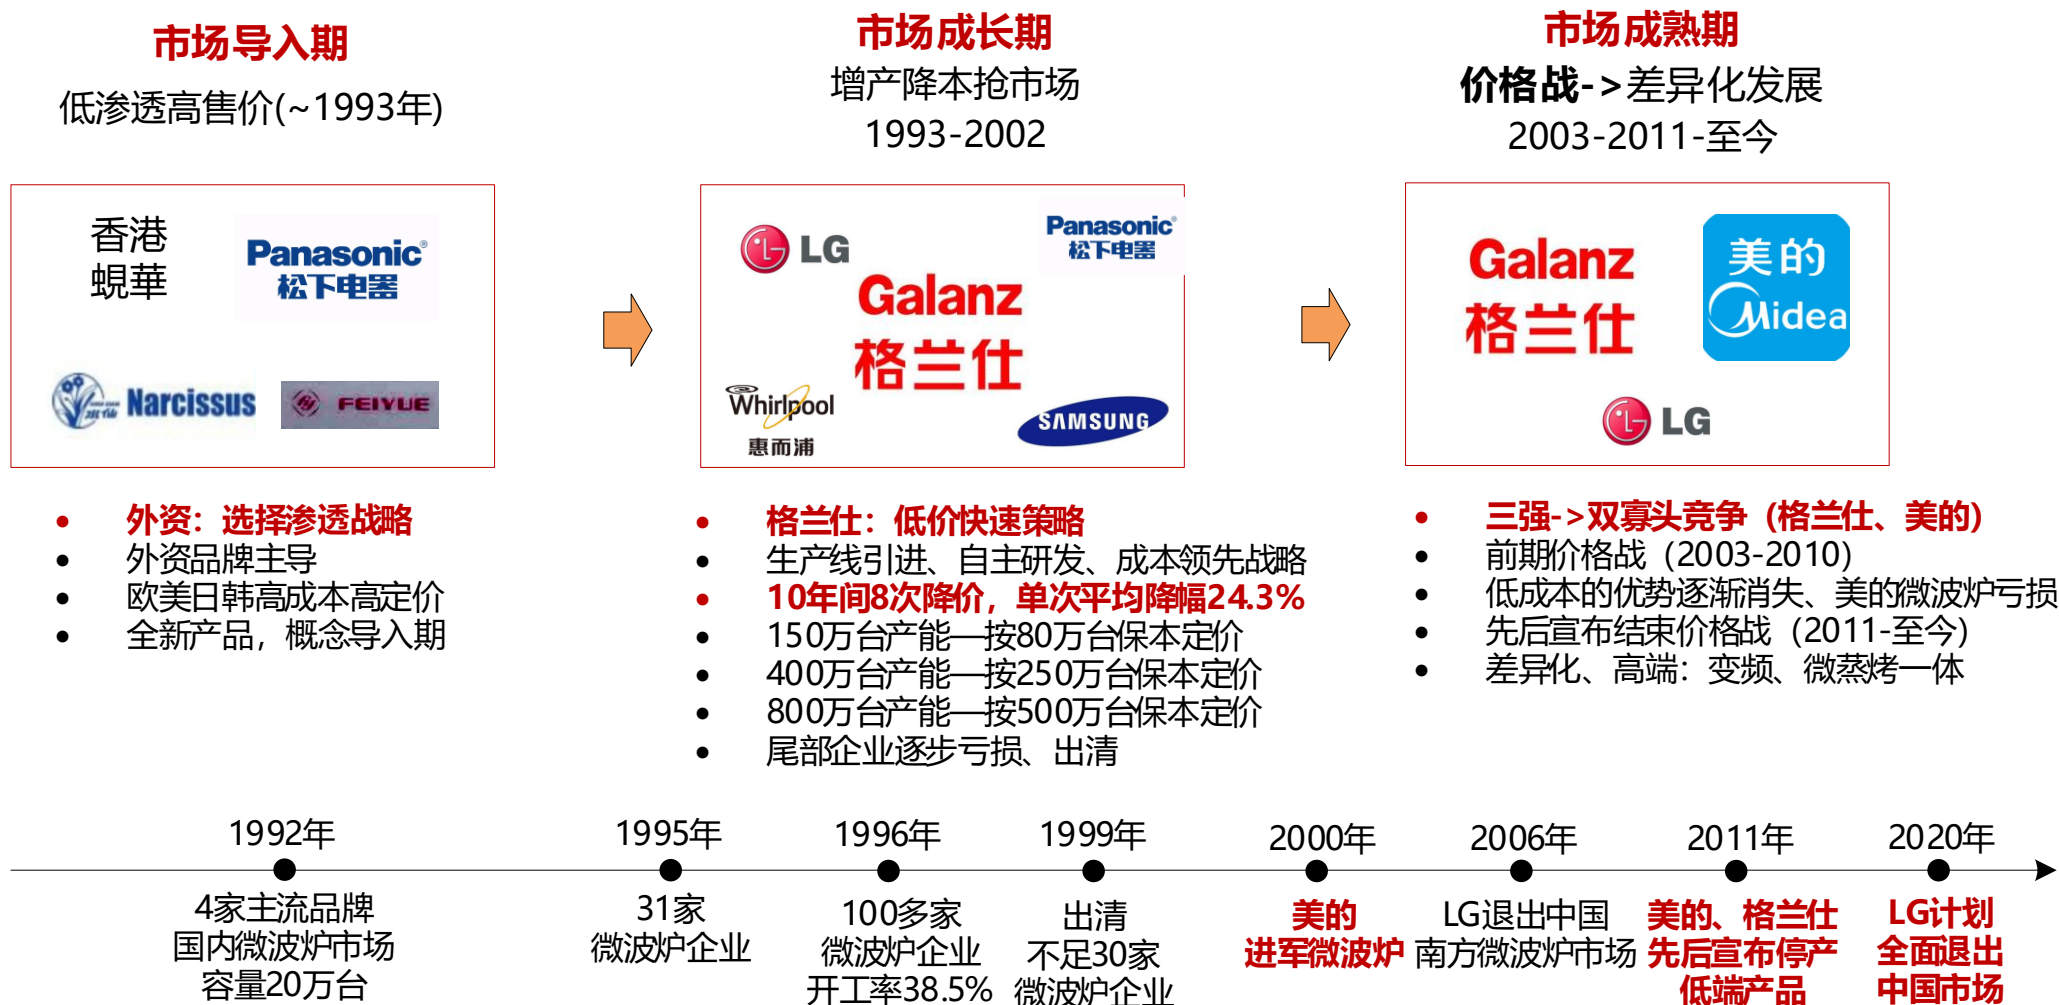 市场导入期
低渗透高售价(~1993年)
香港
蜆華
Panasonic
松下电器
水仙
Narcissus
FEIYUE
外资：选择渗透战略
外资品牌主导
欧美日韩高成本高定价
全新产品，概念导入期
市场成长期
增产降本抢市场
1993-2002
LG
Panasonic
松下电器
Galanz
格兰仕
Whirlpool
惠而浦
SAMSUNG
格兰仕：低价快速策略
生产线引进、自主研发、成本领先战略
10年间8次降价，单次平均降幅24.3%
150万台产能—按80万台保本定价
400万台产能—按250万台保本定价
800万台产能—按500万台保本定价
尾部企业逐步亏损、出清
市场成熟期
价格战->差异化发展
2003-2011-至今
Galanz
格兰仕
美的
Midea
LG
三强->双寡头竞争（格兰仕、美的）
前期价格战（2003-2010）
低成本的优势逐渐消失、美的微波炉亏损
先后宣布结束价格战（2011-至今）
差异化、高端：变频、微蒸烤一体
1992年
4家主流品牌
国内微波炉市场
容量20万台
1995年
31家
微波炉企业
1996年
100多家
微波炉企业
开工率38.5%
1999年
出清
不足30家
微波炉企业
2000年
美的
进军微波炉
2006年
LG退出中国
南方微波炉市场
2011年
美的、格兰仕
先后宣布停产
低端产品
2020年
LG计划
全面退出
中国市场